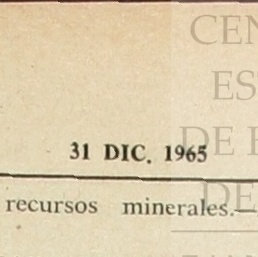 CEN
ES
DE
31 DIC. 1965
DE
recursos minerales.—